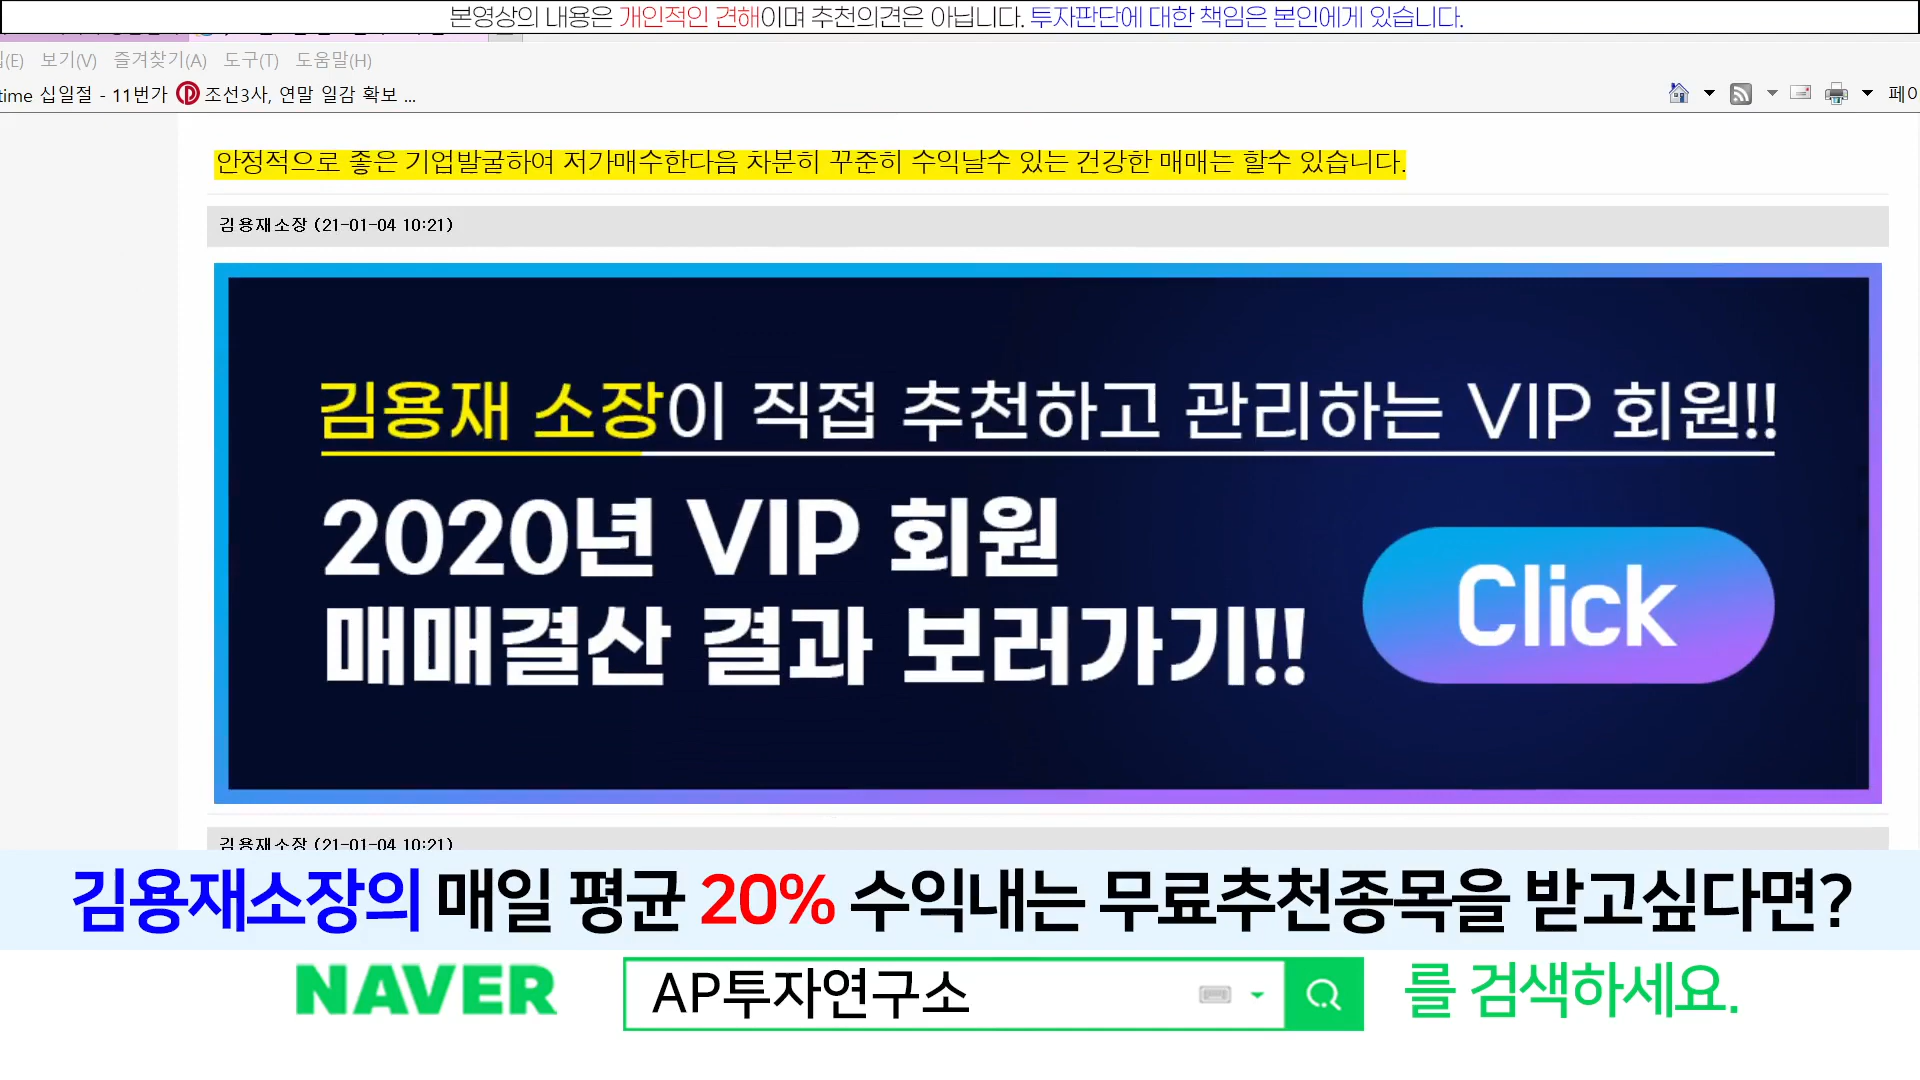 본영상의 내용은 개인적인 견해이며 추천의견은 아닙니다. 투자판단에 대한 책임은 본인에게 있습니다.
(E) 보기(V) 즐겨찾기(A) 도구(T) 도움말(H)
time 십일절 - 11번가 조선3사, 연말 일감 확보 ...
페이
안정적으로 좋은 기업발굴하여 저가매수한다음 차분히 꾸준히 수익날수 있는 건강한 매매는 할수 있습니다.
김용재소장 (21-01-04 10:21)
김용재 소장이 직접 추천하고 관리하는 VIP 회원!!
2020년 VIP 회원
매매결산 결과 보러가기!!
Click
김용재소장 (21-01-04 10:21)
김용재소장의 매일 평균 20% 수익내는 무료추천종목을 받고싶다면?
NAVER AP투자연구소 를 검색하세요.